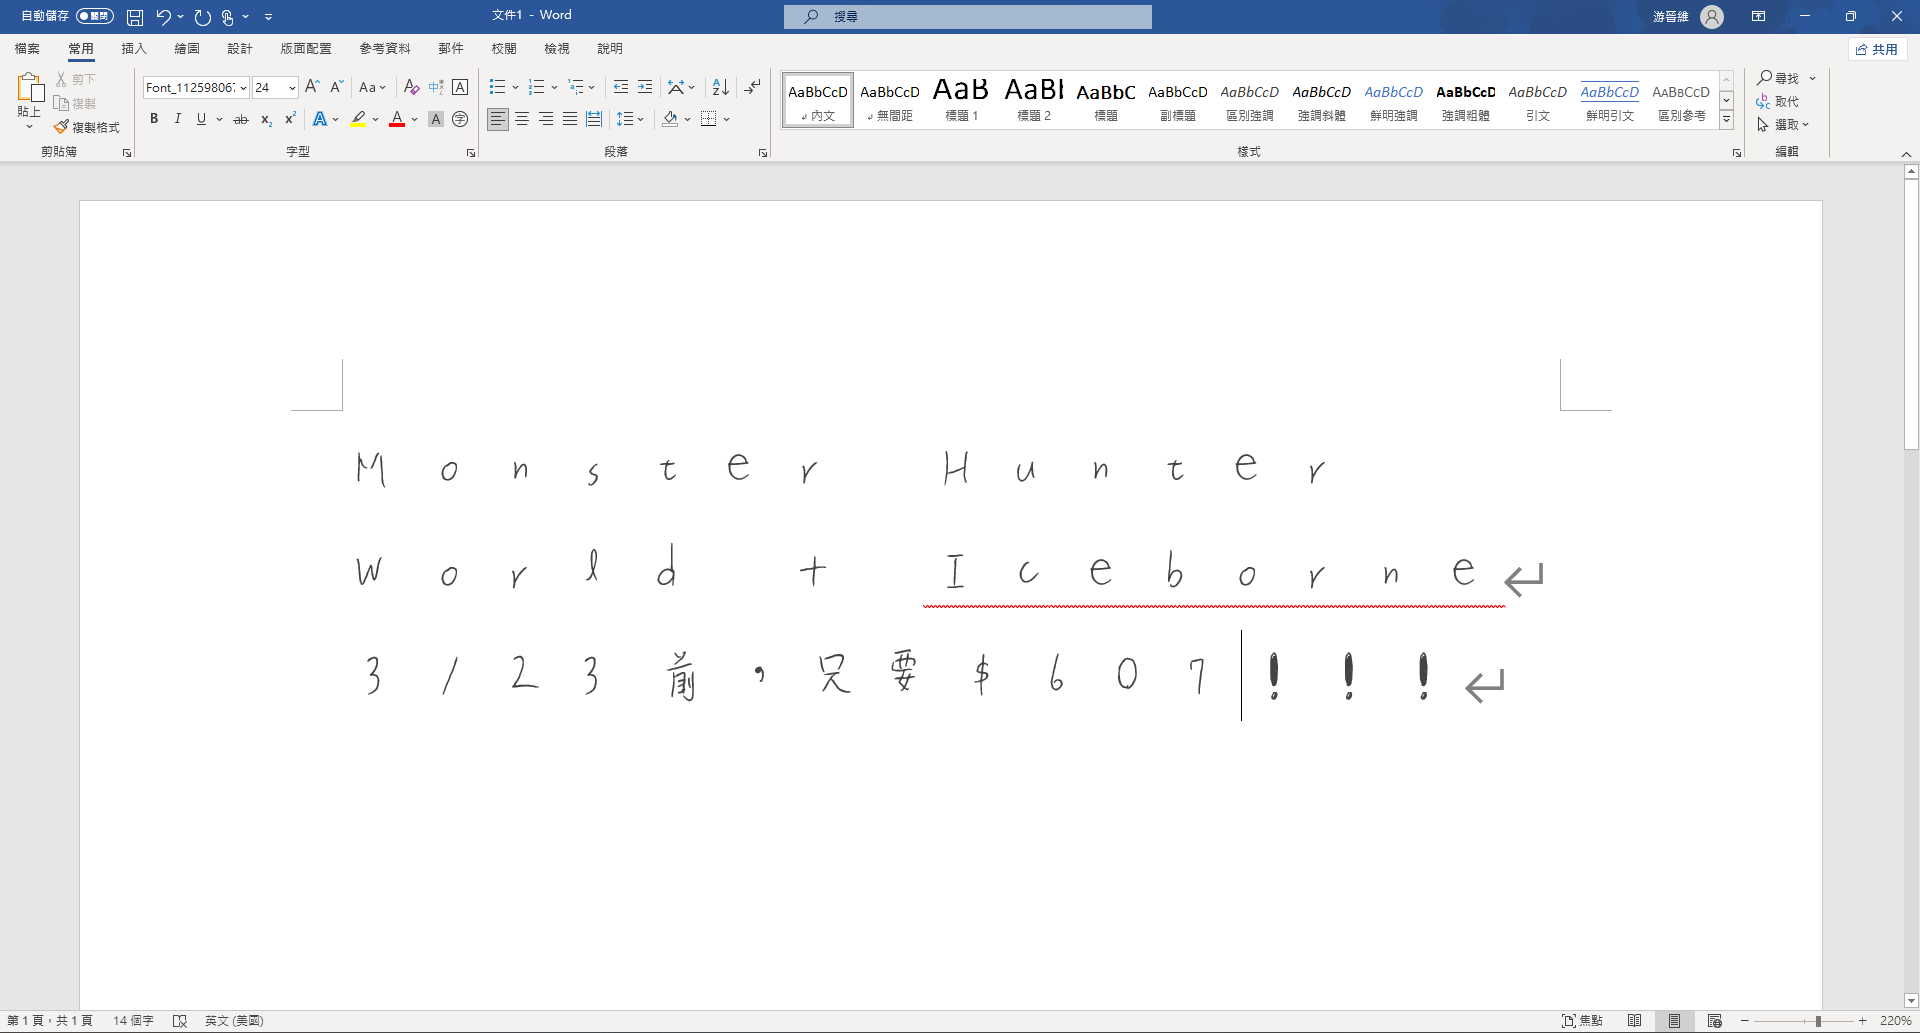 自動儲存 關閉 文件1 - Word 搜尋 游晉維
檔案 常用 插入 繪圖 設計 版面配置 參考資料 郵件 校閱 檢視 說明 共用
貼上 剪下 複製 複製格式 剪貼簿
Font_112598067 24 Aa 中文 A
B I U ab x₂ x² A A A 字 字型
段落
AaBbCcD AaBbCcD AaB AaBl AaBbC AaBbCcD AaBbCcD AaBbCcD AaBbCcD AaBbCcD AaBbCcD AaBbCcD AaBbCcD
內文 無間距 標題 1 標題 2 標題 副標題 區別強調 強調斜體 鮮明強調 強調粗體 引文 鮮明引文 區別參考
樣式
尋找 取代 選取 編輯
Monster Hunter
World + Iceborne
3/23前,只要$607!!!
第 1 頁,共 1 頁 14 個字 英文 (美國) 焦點 220%